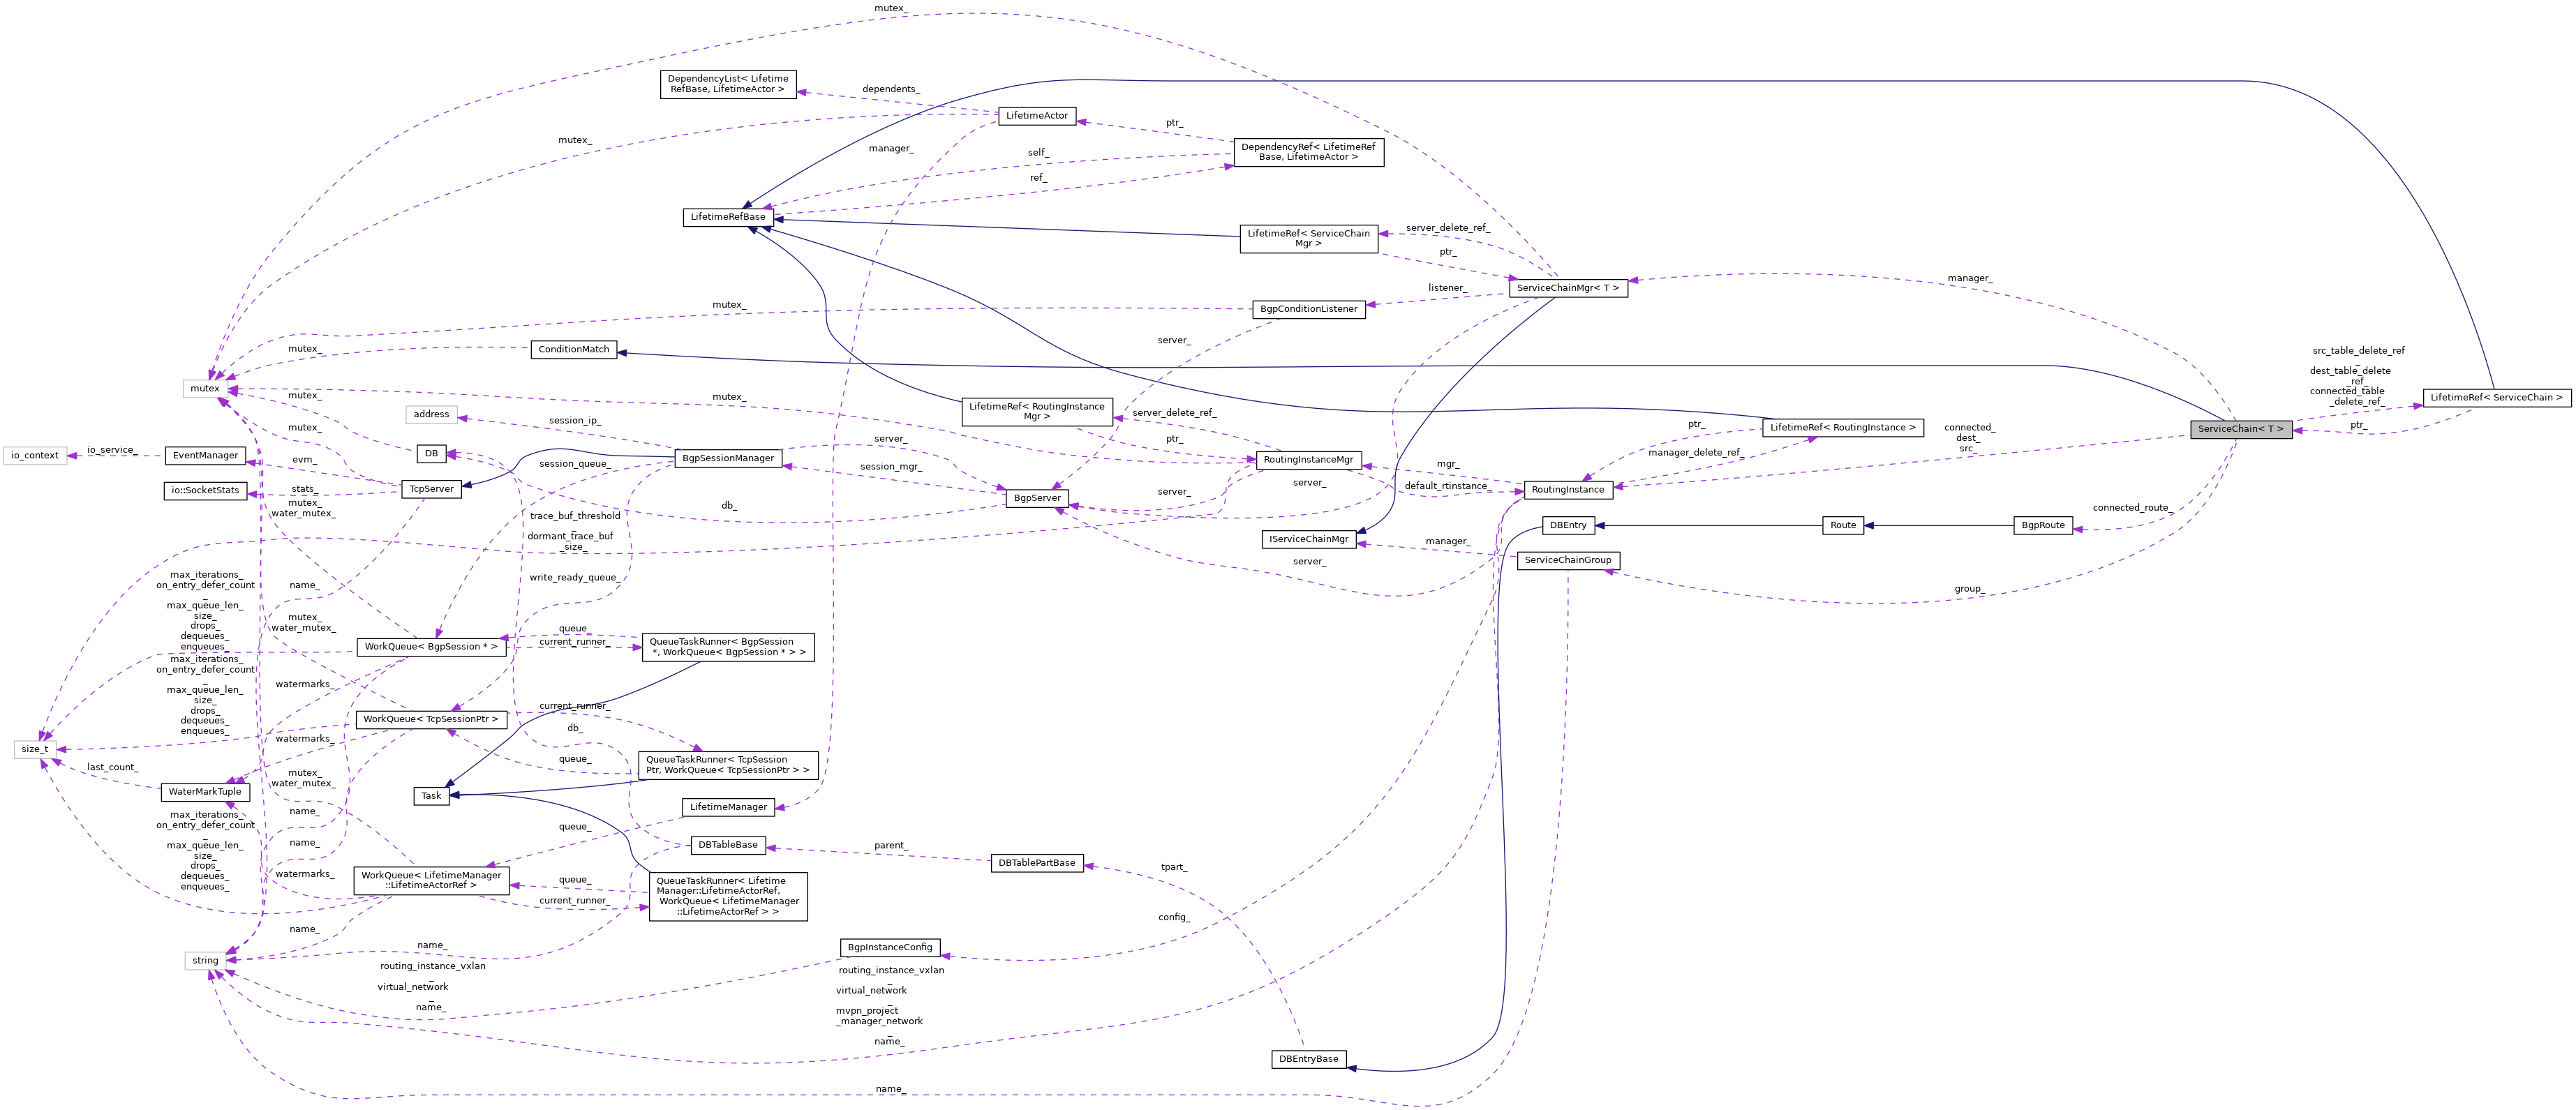 mutex_
DependencyList< Lifetime
RefBase, LifetimeActor >
dependents_
LifetimeActor
ptr_
mutex_
manager_
DependencyRef< LifetimeRef
Base, LifetimeActor >
self_
ref_
LifetimeRefBase
LifetimeRef< ServiceChain
Mgr >
server_delete_ref_
ptr_
ServiceChainMgr< T >
manager_
listener_
mutex_
BgpConditionListener
server_
mutex_
ConditionMatch
src_table_delete_ref
_
dest_table_delete
_ref_
connected_table
_delete_ref_
mutex
mutex_
mutex_
LifetimeRef< ServiceChain >
address
session_ip_
LifetimeRef< RoutingInstance
Mgr >
server_delete_ref_
ptr_
LifetimeRef< RoutingInstance >
ptr_
ServiceChain< T >
ptr_
connected_
dest_
src_
mutex_
io_context
io_service_
EventManager
evm_
DB
server_
session_queue_
BgpSessionManager
session_mgr_
RoutingInstanceMgr
mgr_
manager_delete_ref_
io::SocketStats
stats_
TcpServer
BgpServer
server_
server_
default_rtinstance_
RoutingInstance
mutex_
water_mutex_
trace_buf_threshold
_
dormant_trace_buf
_size_
db_
connected_route_
DBEntry
Route
BgpRoute
IServiceChainMgr
manager_
ServiceChainGroup
server_
group_
write_ready_queue_
name_
max_iterations_
on_entry_defer_count
_
max_queue_len_
size_
drops_
dequeues_
enqueues_
mutex_
water_mutex_
WorkQueue< BgpSession * >
queue_
current_runner_
QueueTaskRunner< BgpSession
*, WorkQueue< BgpSession * > >
max_iterations_
on_entry_defer_count
_
max_queue_len_
size_
drops_
dequeues_
enqueues_
watermarks_
WorkQueue< TcpSessionPtr >
current_runner_
db_
watermarks_
queue_
QueueTaskRunner< TcpSession
Ptr, WorkQueue< TcpSessionPtr > >
size_t
last_count_
WaterMarkTuple
mutex_
water_mutex_
Task
LifetimeManager
name_
queue_
max_iterations_
on_entry_defer_count
_
max_queue_len_
size_
drops_
dequeues_
enqueues_
name_
DBTableBase
parent_
DBTablePartBase
tpart_
watermarks_
WorkQueue< LifetimeManager
::LifetimeActorRef >
queue_
current_runner_
QueueTaskRunner< Lifetime
Manager::LifetimeActorRef,
WorkQueue< LifetimeManager
::LifetimeActorRef > >
name_
config_
string
name_
BgpInstanceConfig
routing_instance_vxlan
_
virtual_network
_
name_
routing_instance_vxlan
_
virtual_network
_
mvpn_project
_manager_network
_
name_
DBEntryBase
name_